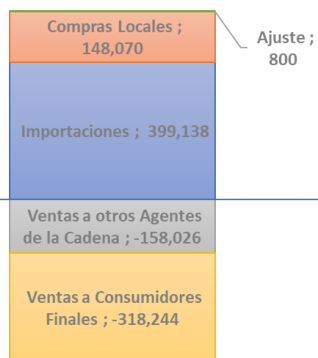 Compras Locales ;
148,070
Ajuste ;
800
Importaciones ; 399,138
Ventas a otros Agentes
de la Cadena ; -158,026
Ventas a Consumidores
Finales ; -318,244